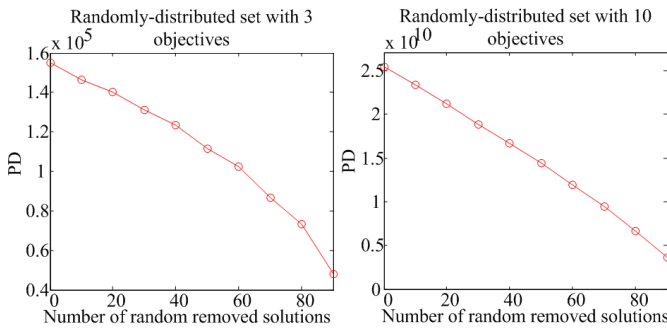 Randomly-distributed set with 3
objectives
x 10^5
1.6
1.4
1.2
1
0.8
0.6
0.4
PD
0 20 40 60 80
Number of random removed solutions
Randomly-distributed set with 10
objectives
x 10^10
2.5
2
1.5
1
0.5
0
PD
0 20 40 60 80
Number of random removed solutions